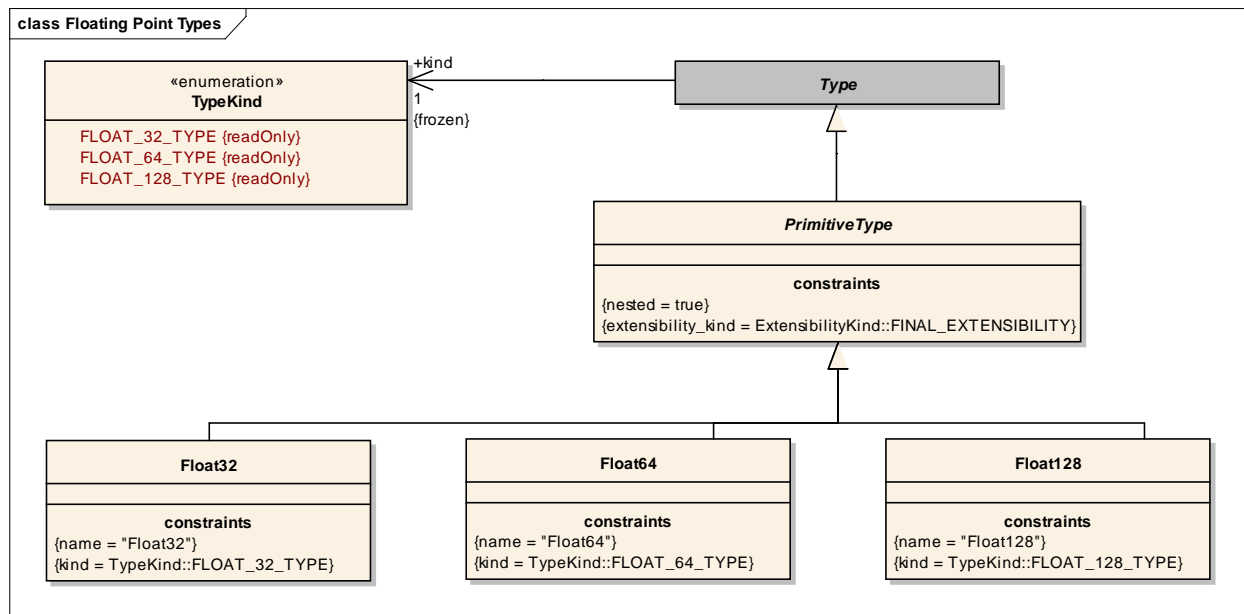 class Floating Point Types
«enumeration»
TypeKind
FLOAT_32_TYPE {readOnly}
FLOAT_64_TYPE {readOnly}
FLOAT_128_TYPE {readOnly}
+kind
1
{frozen}
Type
PrimitiveType
constraints
{nested = true}
{extensibility_kind = ExtensibilityKind::FINAL_EXTENSIBILITY}
Float32
constraints
{name = "Float32"}
{kind = TypeKind::FLOAT_32_TYPE}
Float64
constraints
{name = "Float64"}
{kind = TypeKind::FLOAT_64_TYPE}
Float128
constraints
{name = "Float128"}
{kind = TypeKind::FLOAT_128_TYPE}